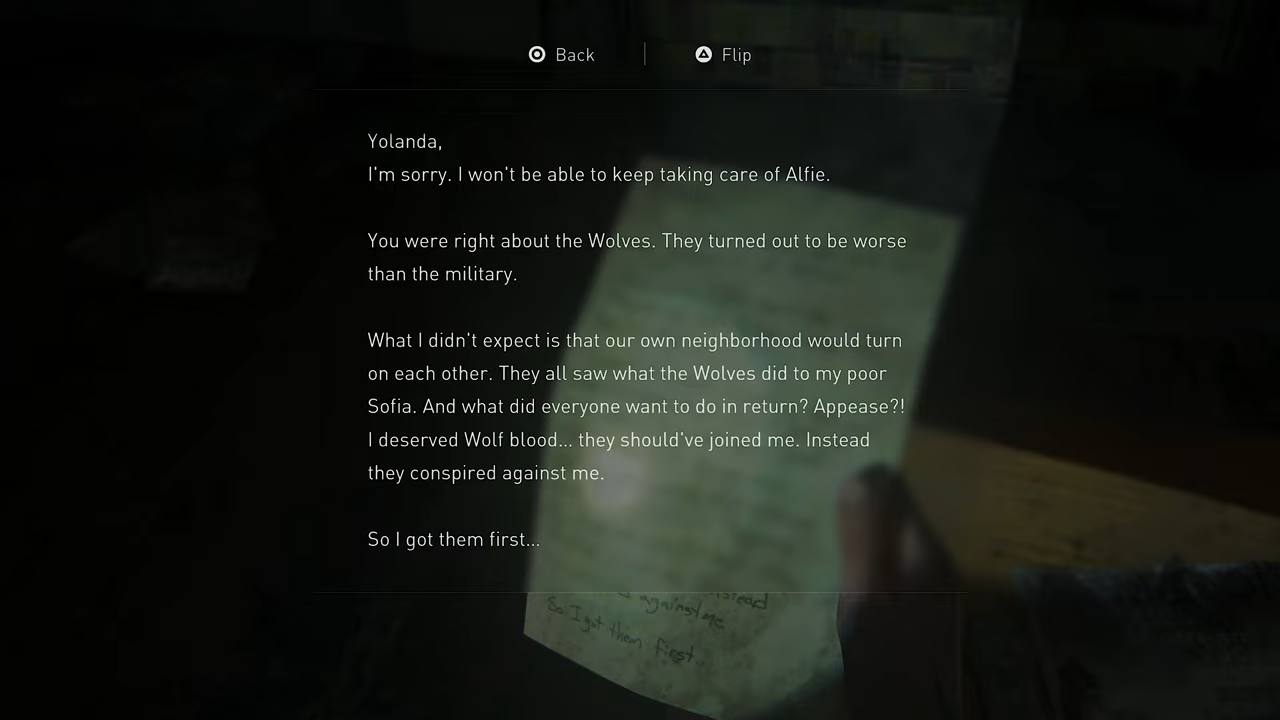 Back
Flip
Yolanda,
I'm sorry. I won't be able to keep taking care of Alfie.
You were right about the Wolves. They turned out to be worse
than the military.
What I didn't expect is that our own neighborhood would turn
on each other. They all saw what the Wolves did to my poor
Sofia. And what did everyone want to do in return? Appease?!
I deserved Wolf blood... they should've joined me. Instead
they conspired against me.
So I got them first...
against me
So I got them first...